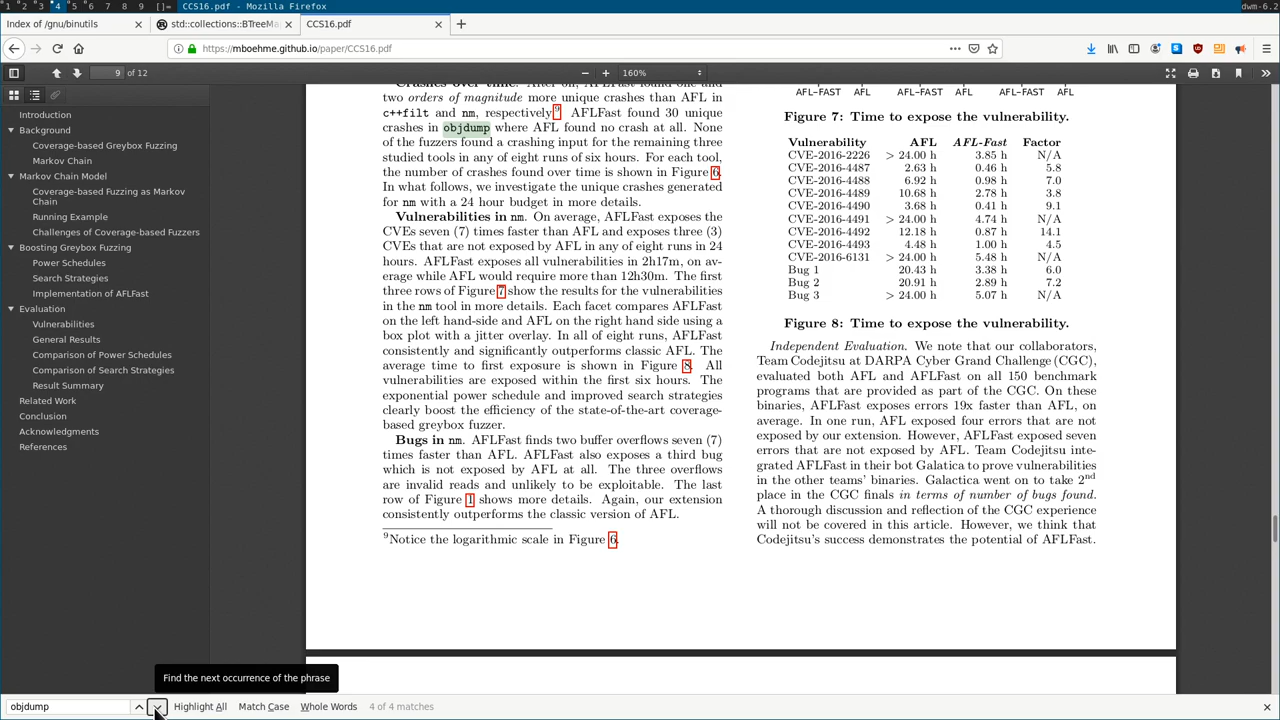 1 2 3 4 5 6 7 8 9 []= CCS16.pdf - Mozilla Firefox dwm-6.2
Index of /gnu/binutils
std::collections::BTreeMa
CCS16.pdf
https://mboehme.github.io/paper/CCS16.pdf
9 of 12
160%
Introduction
Background
Coverage-based Greybox Fuzzing
Markov Chain
Markov Chain Model
Coverage-based Fuzzing as Markov
Chain
Running Example
Challenges of Coverage-based Fuzzers
Boosting Greybox Fuzzing
Power Schedules
Search Strategies
Implementation of AFLFast
Evaluation
Vulnerabilities
General Results
Comparison of Power Schedules
Comparison of Search Strategies
Result Summary
Related Work
Conclusion
Acknowledgments
References
Crashes over time. After 6h, AFLFast found one and
two orders of magnitude more unique crashes than AFL in
c++filt and nm, respectively9. AFLFast found 30 unique
crashes in objdump where AFL found no crash at all. None
of the fuzzers found a crashing input for the remaining three
studied tools in any of eight runs of six hours. For each tool,
the number of crashes found over time is shown in Figure 6.
In what follows, we investigate the unique crashes generated
for nm with a 24 hour budget in more details.
Vulnerabilities in nm. On average, AFLFast exposes the
CVEs seven (7) times faster than AFL and exposes three (3)
CVEs that are not exposed by AFL in any of eight runs in 24
hours. AFLFast exposes all vulnerabilities in 2h17m, on av-
erage while AFL would require more than 12h30m. The first
three rows of Figure 7 show the results for the vulnerabilities
in the nm tool in more details. Each facet compares AFLFast
on the left hand-side and AFL on the right hand side using a
box plot with a jitter overlay. In all of eight runs, AFLFast
consistently and significantly outperforms classic AFL. The
average time to first exposure is shown in Figure 8. All
vulnerabilities are exposed within the first six hours. The
exponential power schedule and improved search strategies
clearly boost the efficiency of the state-of-the-art coverage-
based greybox fuzzer.
Bugs in nm. AFLFast finds two buffer overflows seven (7)
times faster than AFL. AFLFast also exposes a third bug
which is not exposed by AFL at all. The three overflows
are invalid reads and unlikely to be exploitable. The last
row of Figure 1 shows more details. Again, our extension
consistently outperforms the classic version of AFL.
9Notice the logarithmic scale in Figure 6.
AFL-FAST AFL AFL-FAST AFL AFL-FAST AFL
Figure 7: Time to expose the vulnerability.
Vulnerability AFL AFL-Fast Factor
CVE-2016-2226 > 24.00 h 3.85 h N/A
CVE-2016-4487 2.63 h 0.46 h 5.8
CVE-2016-4488 6.92 h 0.98 h 7.0
CVE-2016-4489 10.68 h 2.78 h 3.8
CVE-2016-4490 3.68 h 0.41 h 9.1
CVE-2016-4491 > 24.00 h 4.74 h N/A
CVE-2016-4492 12.18 h 0.87 h 14.1
CVE-2016-4493 4.48 h 1.00 h 4.5
CVE-2016-6131 > 24.00 h 5.48 h N/A
Bug 1 20.43 h 3.38 h 6.0
Bug 2 20.91 h 2.89 h 7.2
Bug 3 > 24.00 h 5.07 h N/A
Figure 8: Time to expose the vulnerability.
Independent Evaluation. We note that our collaborators,
Team Codejitsu at DARPA Cyber Grand Challenge (CGC),
evaluated both AFL and AFLFast on all 150 benchmark
programs that are provided as part of the CGC. On these
binaries, AFLFast exposes errors 19x faster than AFL, on
average. In one run, AFL exposed four errors that are not
exposed by our extension. However, AFLFast exposed seven
errors that are not exposed by AFL. Team Codejitsu inte-
grated AFLFast in their bot Galatica to prove vulnerabilities
in the other teams' binaries. Galactica went on to take 2nd
place in the CGC finals in terms of number of bugs found.
A thorough discussion and reflection of the CGC experience
will not be covered in this article. However, we think that
Codejitsu's success demonstrates the potential of AFLFast.
Find the next occurrence of the phrase
objdump
Highlight All
Match Case
Whole Words
4 of 4 matches